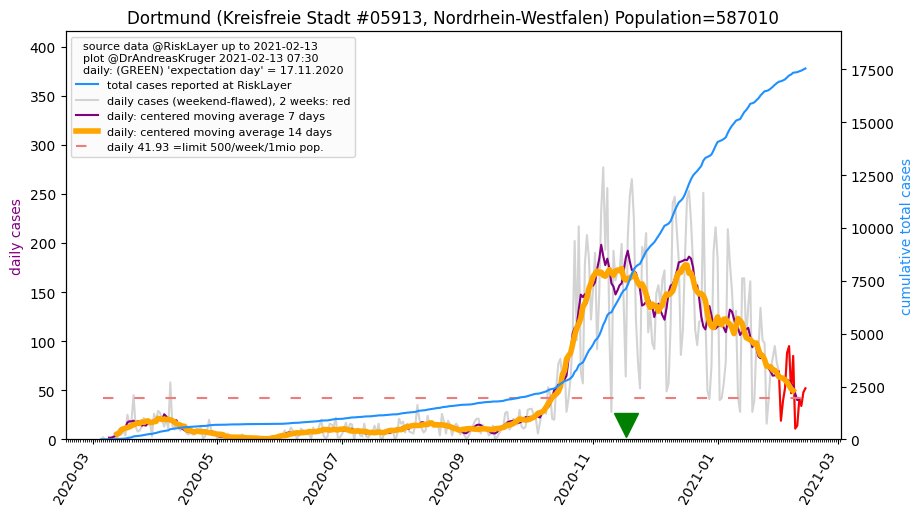 Dortmund (Kreisfreie Stadt #05913, Nordrhein-Westfalen) Population=587010
source data @RiskLayer up to 2021-02-13
plot @DrAndreasKruger 2021-02-13 07:30
daily: (GREEN) 'expectation day' = 17.11.2020
total cases reported at RiskLayer
daily cases (weekend-flawed), 2 weeks: red
daily: centered moving average 7 days
daily: centered moving average 14 days
daily 41.93 =limit 500/week/1mio pop.
daily cases
400
350
300
250
200
150
100
50
0
cumulative total cases
17500
15000
12500
10000
7500
5000
2500
0
2020-03
2020-05
2020-07
2020-09
2020-11
2021-01
2021-03